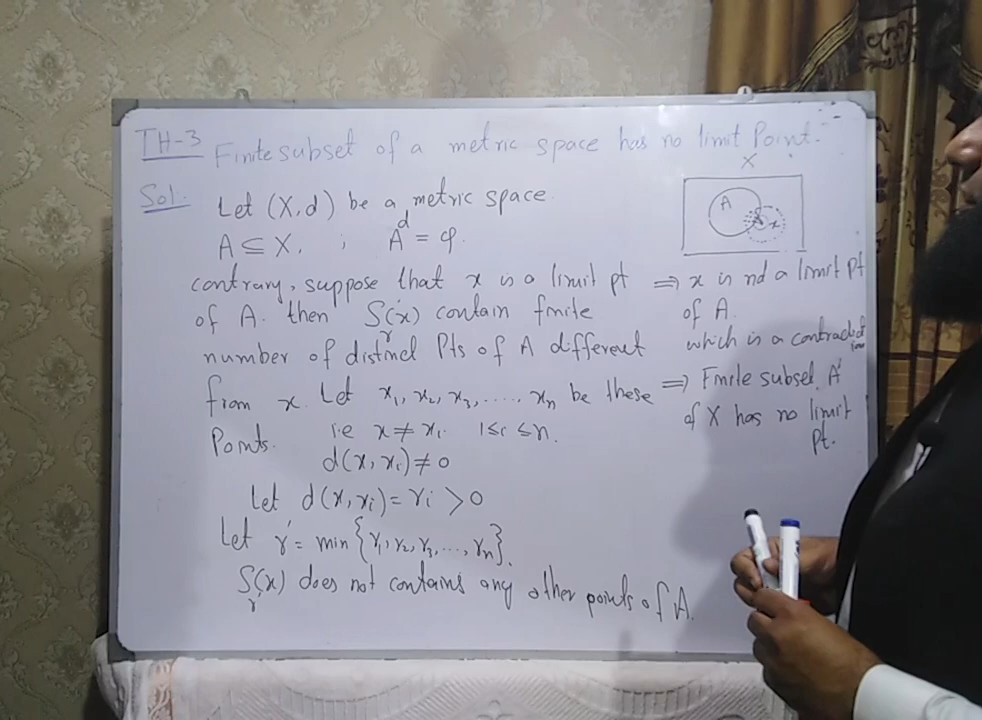 TH-3 Finite subset of a metric space has no limit Point.
X
Sol:
Let (X,d) be a metric space
A
x
A ⊆ X. ; A^d = φ.
contrary, suppose that x is a limit pt
of A. then S_r(x) contain finite
number of distinct Pts of A different
from x. Let x₁, x₂, x₃, ..... xₙ be these
Points. i.e x ≠ xᵢ 1≤i≤n.
d(x, xᵢ) ≠ 0
Let d(x, xᵢ) = rᵢ > 0
Let r' = min {r₁, r₂, r₃, ..., rₙ}.
S_r'(x) does not contains any other points of A.
⇒ x is not a limit pt
of A.
which is a contradiction
⇒ Finite subset A
of X has no limit
pt.